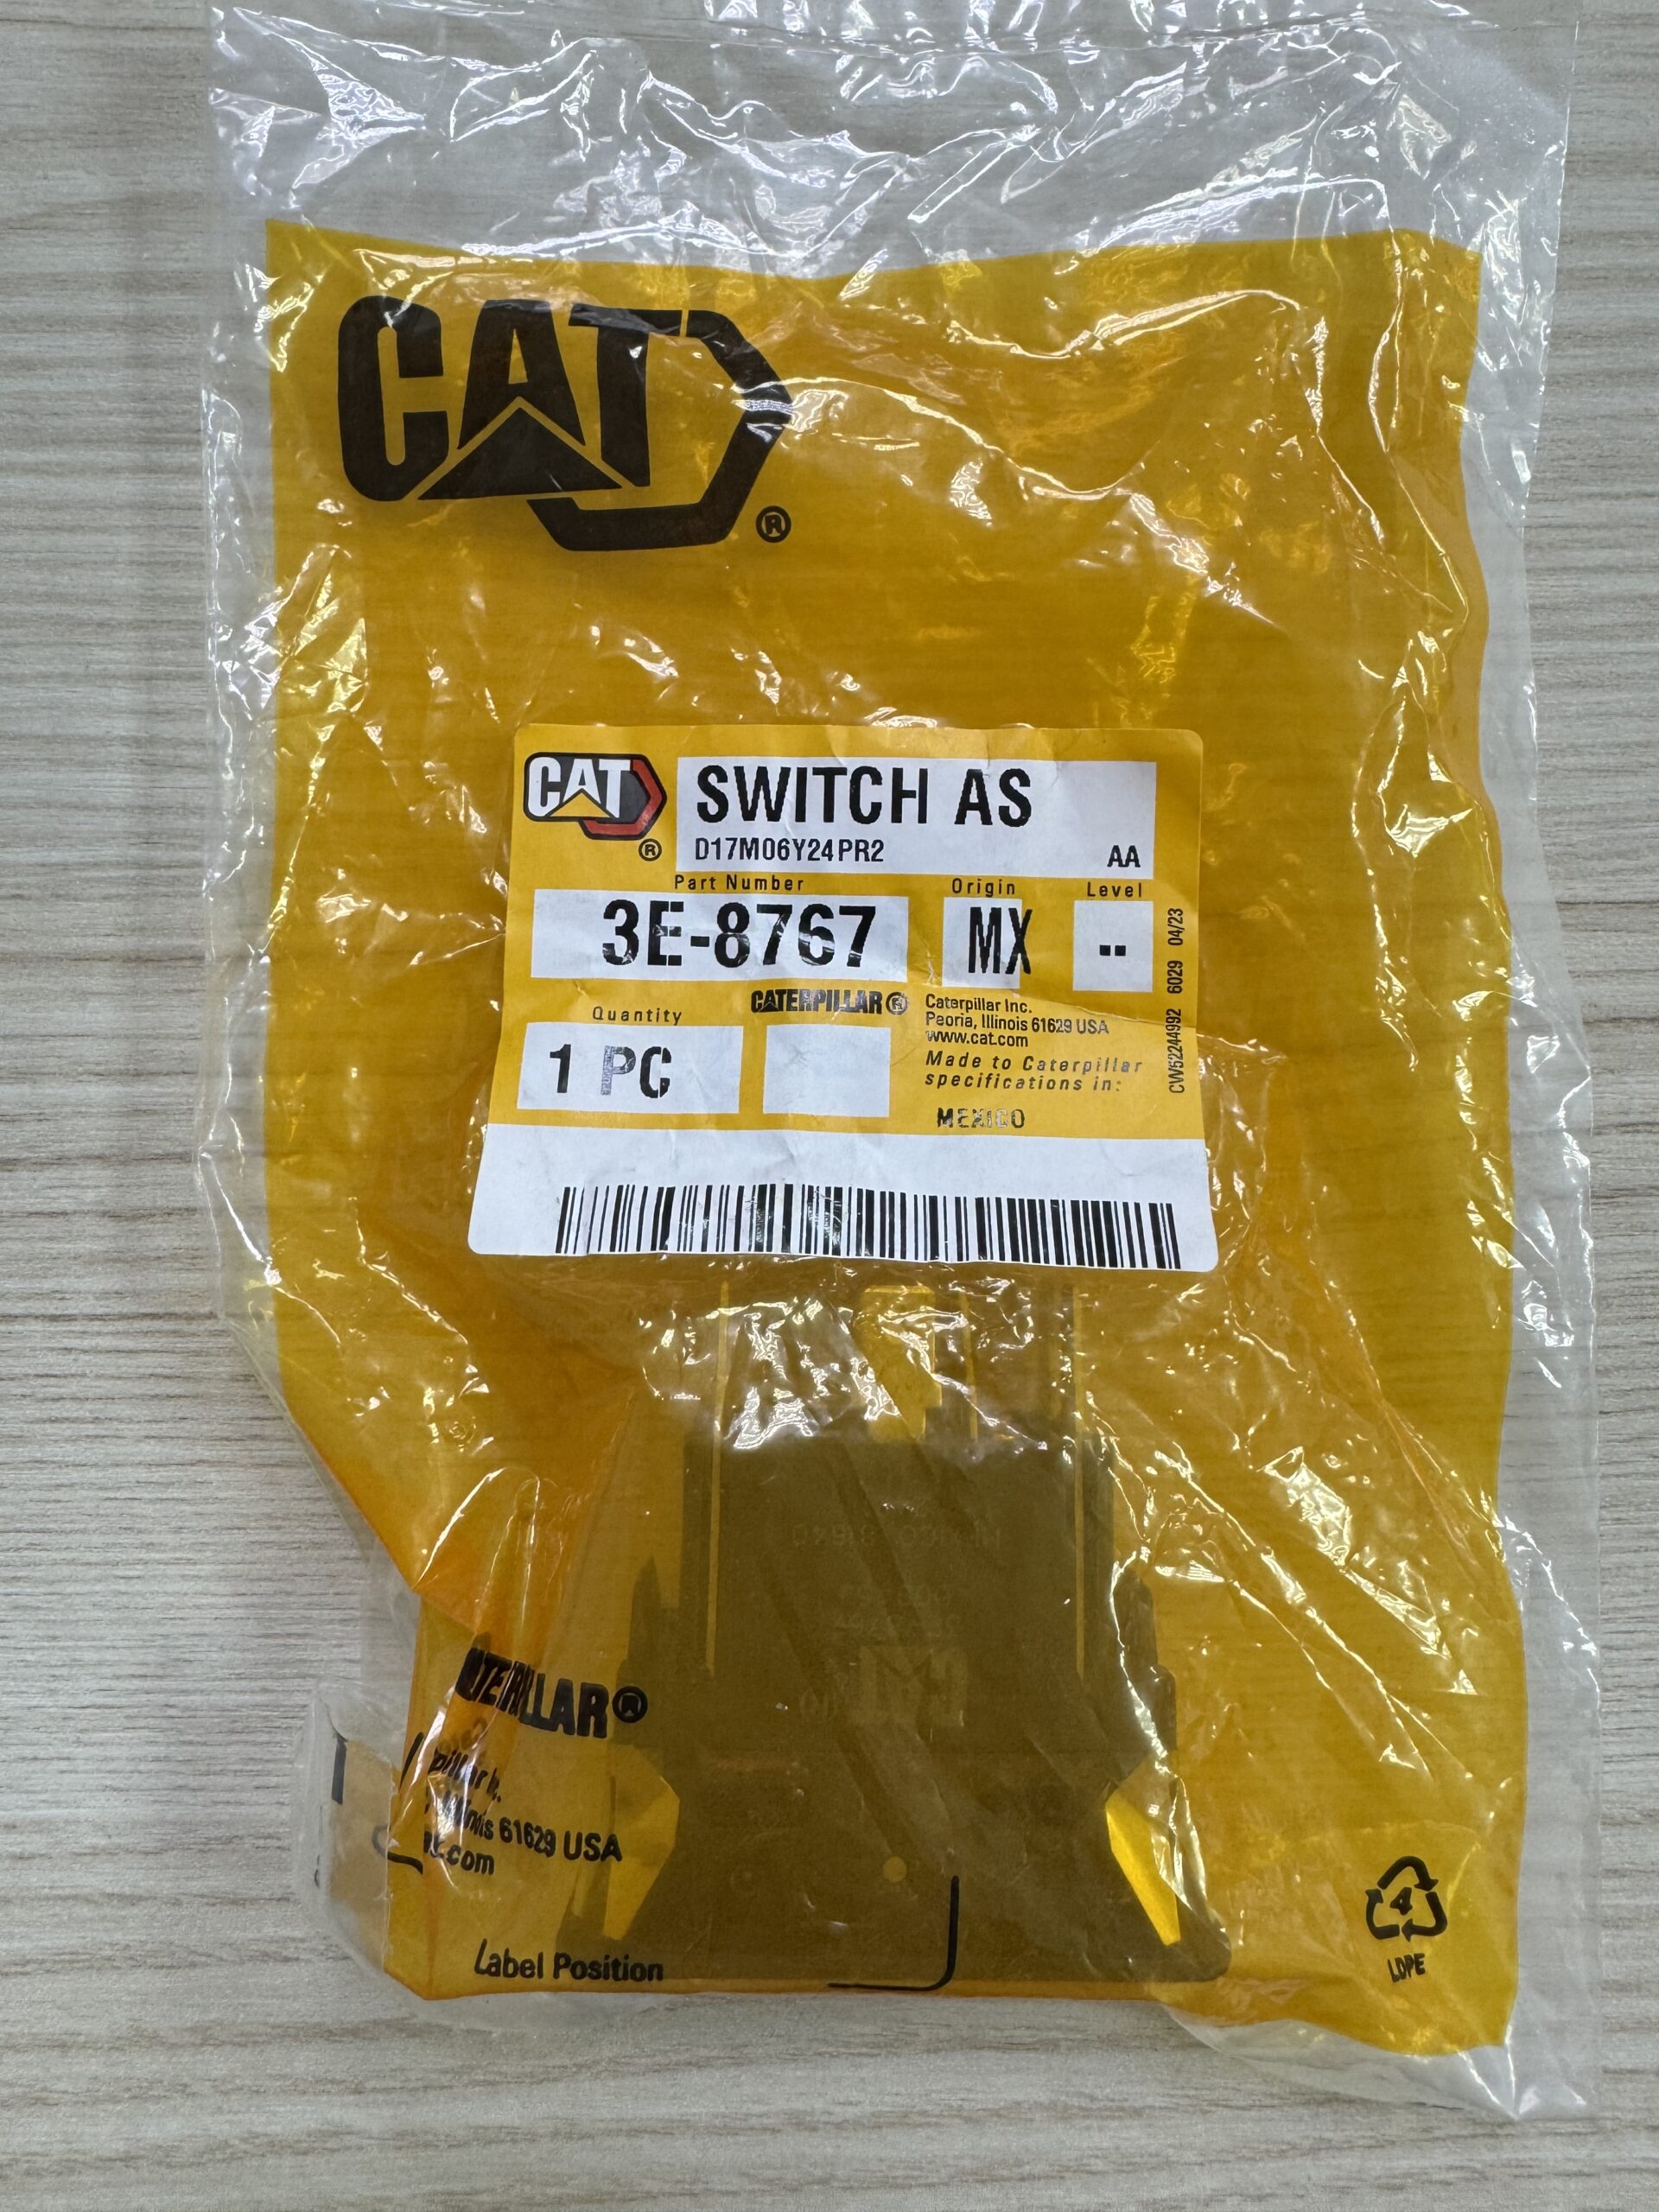 CAT
®
CAT
®
SWITCH AS
D17M06Y24PR2
AA
Part Number
Origin
Level
3E-8767
MX
--
CW52244992 6029 04/23
Quantity
CATERPILLAR®
1 PC
Caterpillar Inc.
Peoria, Illinois 61629 USA
www.cat.com
Made to Caterpillar
specifications in:
MEXICO
®
61629 USA
Label Position
4
LDPE